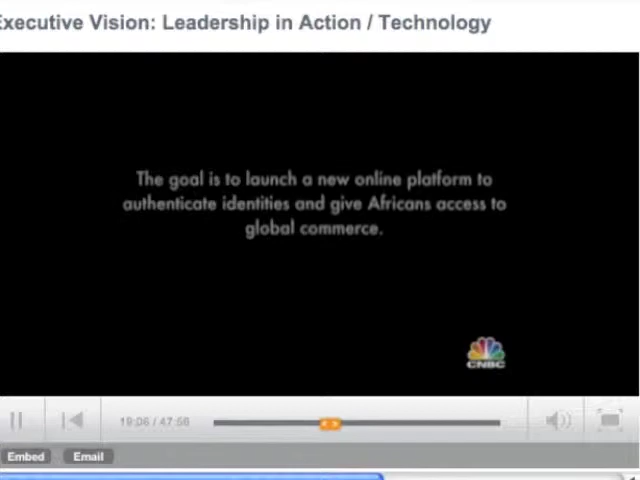 Executive Vision: Leadership in Action / Technology
The goal is to launch a new online platform to
authenticate identities and give Africans access to
global commerce.
CNBC
19:06 / 47:56
Embed
Email